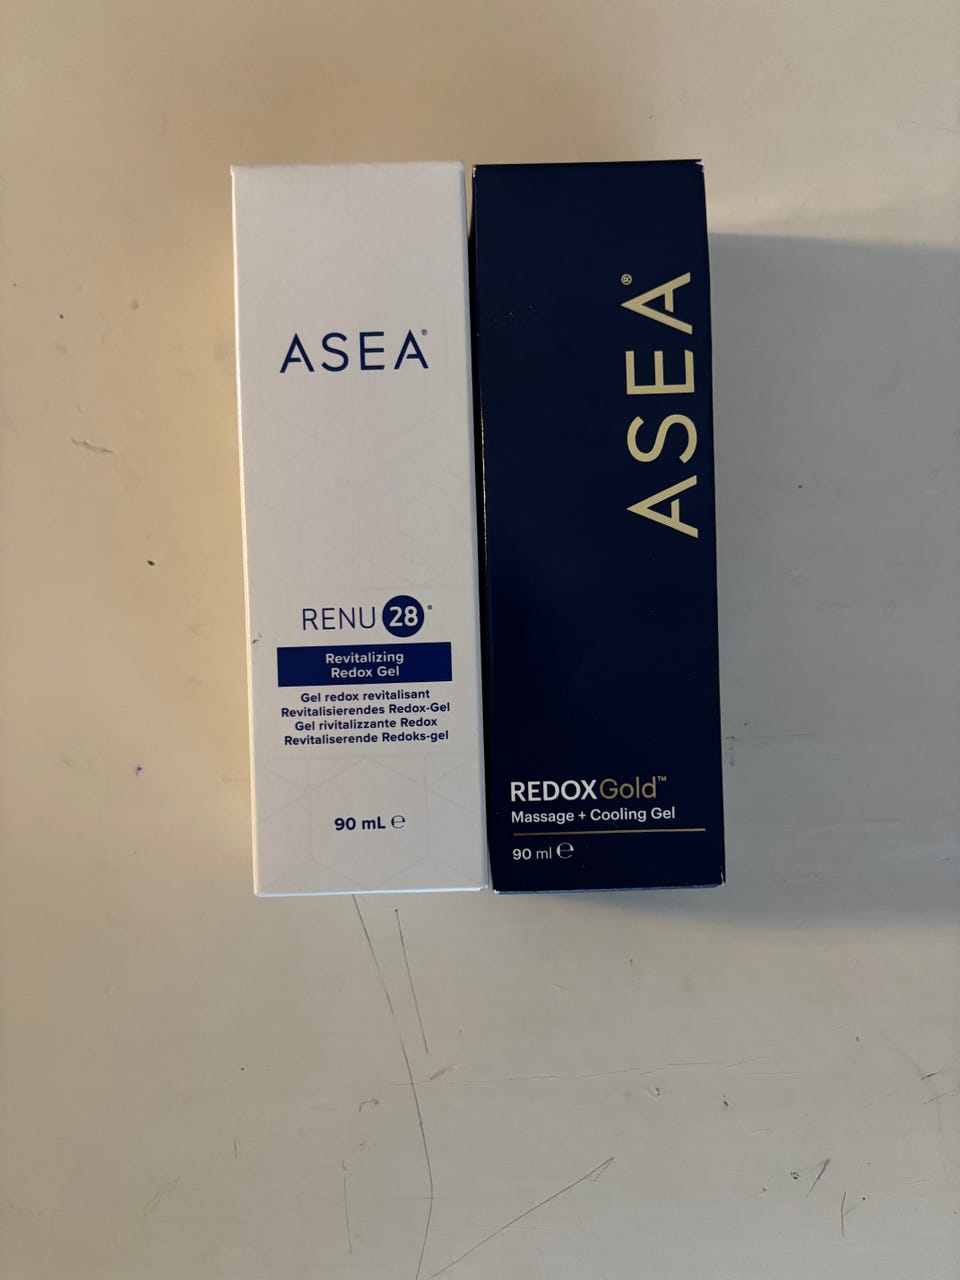 ASEA®
RENU 28®
Revitalizing
Redox Gel
Gel redox revitalisant
Revitalisierendes Redox-Gel
Gel rivitalizzante Redox
Revitaliserende Redoks-gel
90 mL ℮
ASEA®
REDOXGold™
Massage + Cooling Gel
90 ml ℮